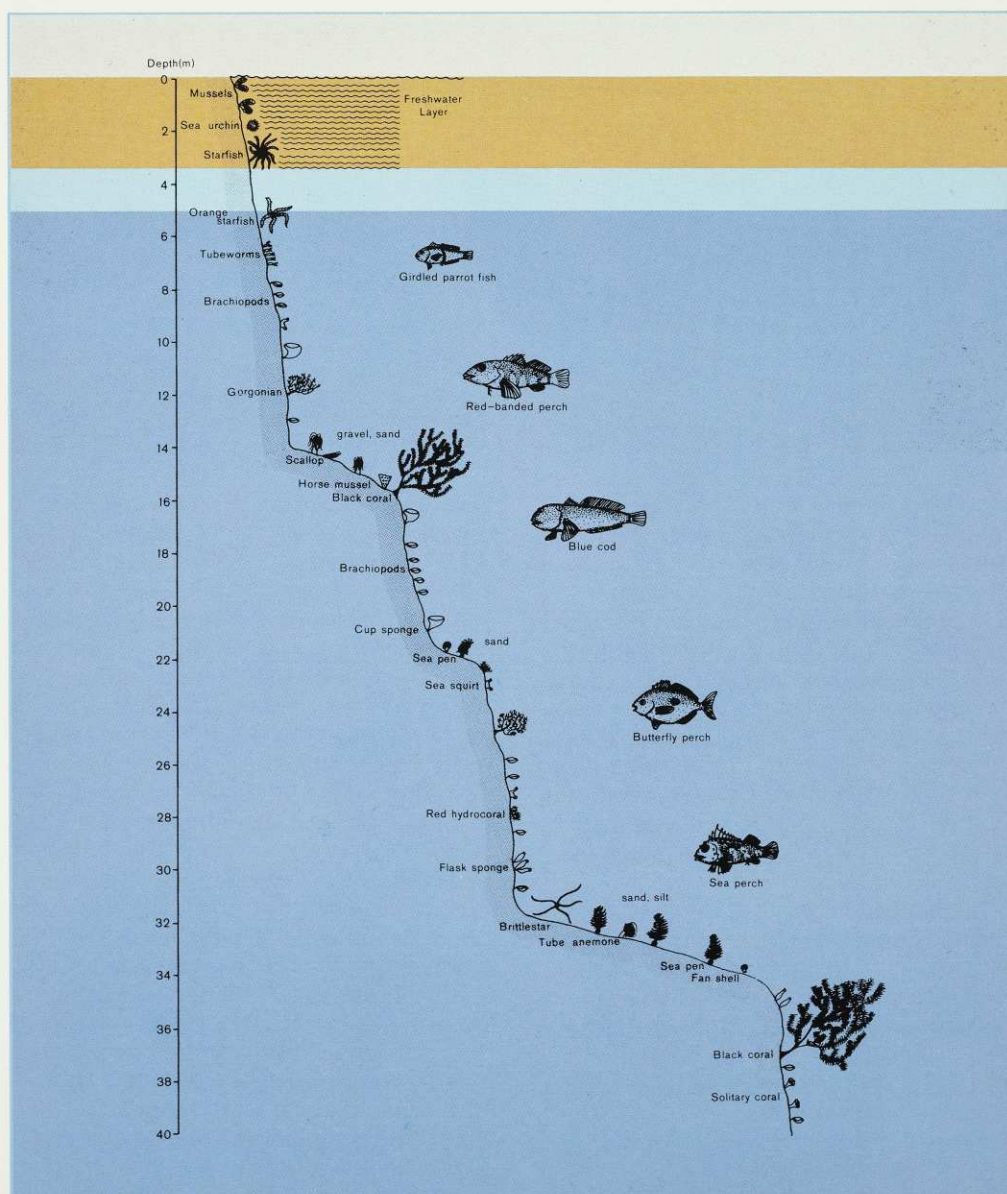 Depth(m)
0
Mussels
Freshwater
Layer
Sea urchin
2
Starfish
4
Orange
starfish
6
Tubeworms
Girdled parrot fish
8
Brachiopods
10
Gorgonian
12
Red-banded perch
gravel, sand
14
Scallop
Horse mussel
Black coral
16
Blue cod
18
Brachiopods
20
Cup sponge
sand
Sea pen
22
Sea squirt
24
Butterfly perch
26
28
Red hydrocoral
Flask sponge
30
Sea perch
sand, silt
32
Brittlestar
Tube anemone
Sea pen
34
Fan shell
36
Black coral
38
Solitary coral
40